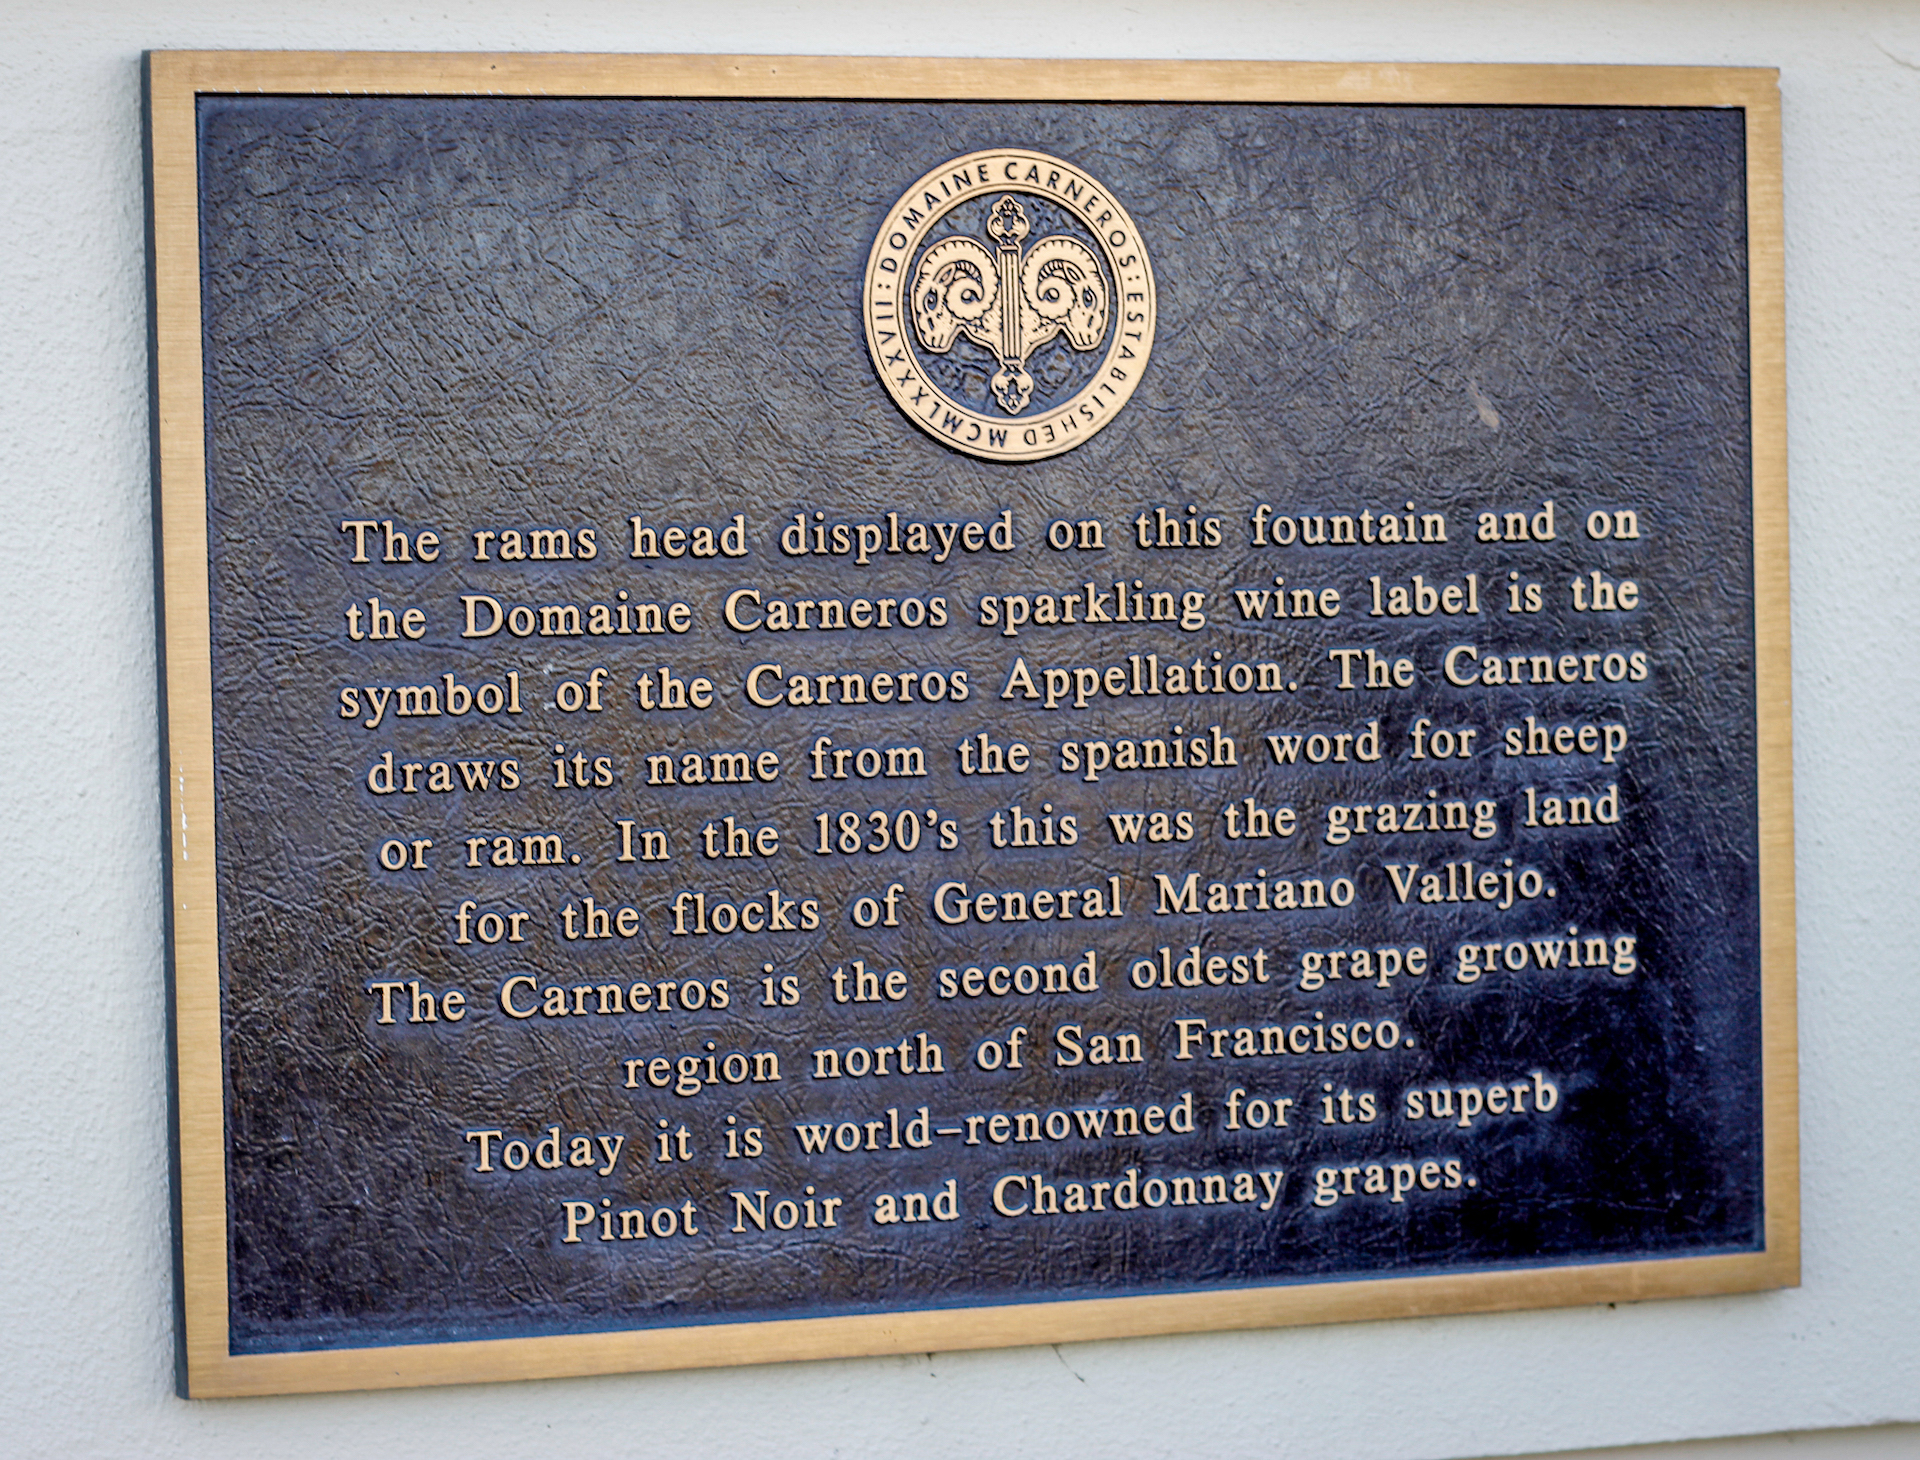 DOMAINE CARNEROS : ESTABLISHED MCMLXXXVII :
The rams head displayed on this fountain and on
the Domaine Carneros sparkling wine label is the
symbol of the Carneros Appellation. The Carneros
draws its name from the spanish word for sheep
or ram. In the 1830's this was the grazing land
for the flocks of General Mariano Vallejo.
The Carneros is the second oldest grape growing
region north of San Francisco.
Today it is world-renowned for its superb
Pinot Noir and Chardonnay grapes.